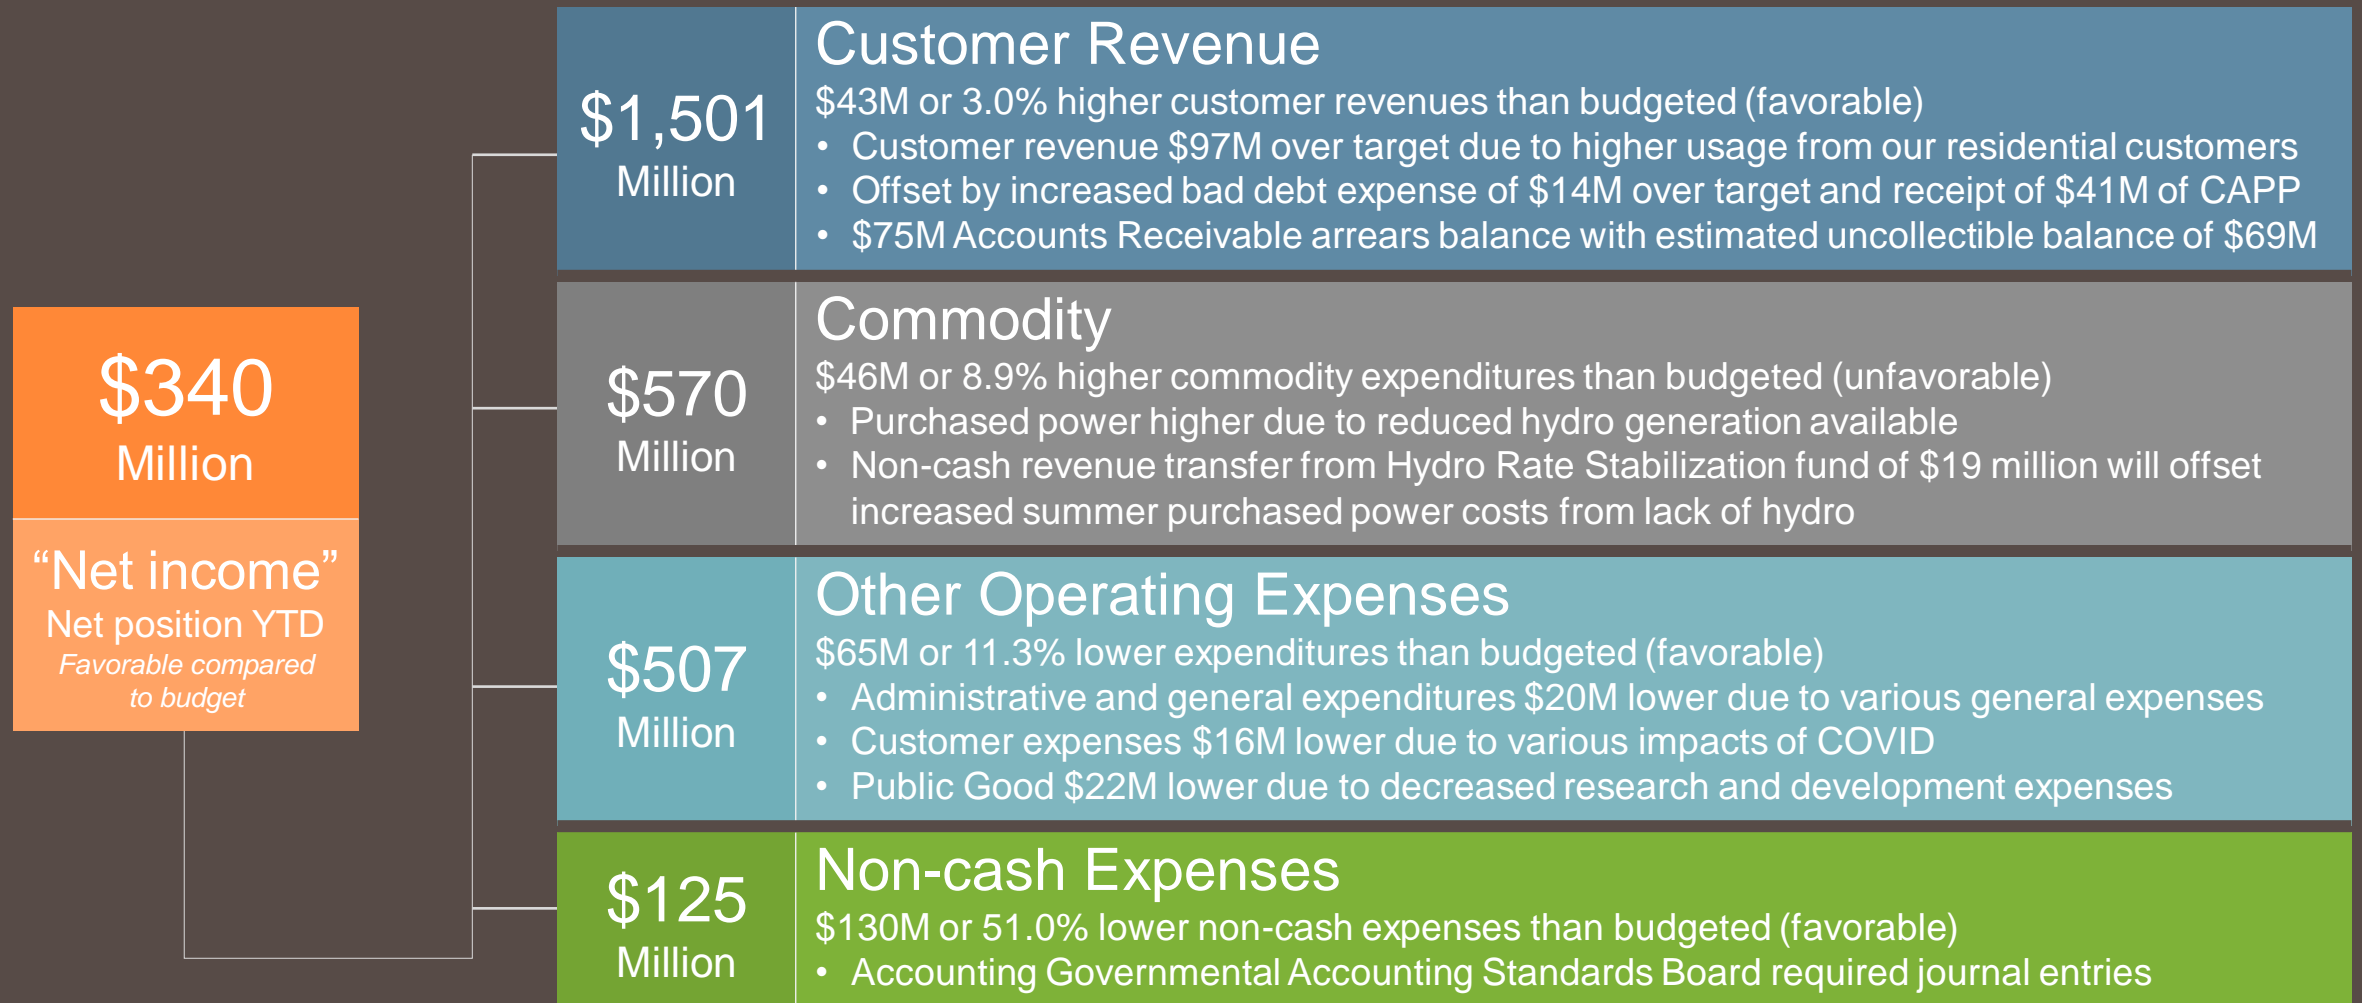 $340
Million
“Net income”
Net position YTD
Favorable compared
to budget
$1,501
Million
Customer Revenue
$43M or 3.0% higher customer revenues than budgeted (favorable)
• Customer revenue $97M over target due to higher usage from our residential customers
• Offset by increased bad debt expense of $14M over target and receipt of $41M of CAPP
• $75M Accounts Receivable arrears balance with estimated uncollectible balance of $69M
$570
Million
Commodity
$46M or 8.9% higher commodity expenditures than budgeted (unfavorable)
• Purchased power higher due to reduced hydro generation available
• Non-cash revenue transfer from Hydro Rate Stabilization fund of $19 million will offset
increased summer purchased power costs from lack of hydro
$507
Million
Other Operating Expenses
$65M or 11.3% lower expenditures than budgeted (favorable)
• Administrative and general expenditures $20M lower due to various general expenses
• Customer expenses $16M lower due to various impacts of COVID
• Public Good $22M lower due to decreased research and development expenses
$125
Million
Non-cash Expenses
$130M or 51.0% lower non-cash expenses than budgeted (favorable)
• Accounting Governmental Accounting Standards Board required journal entries